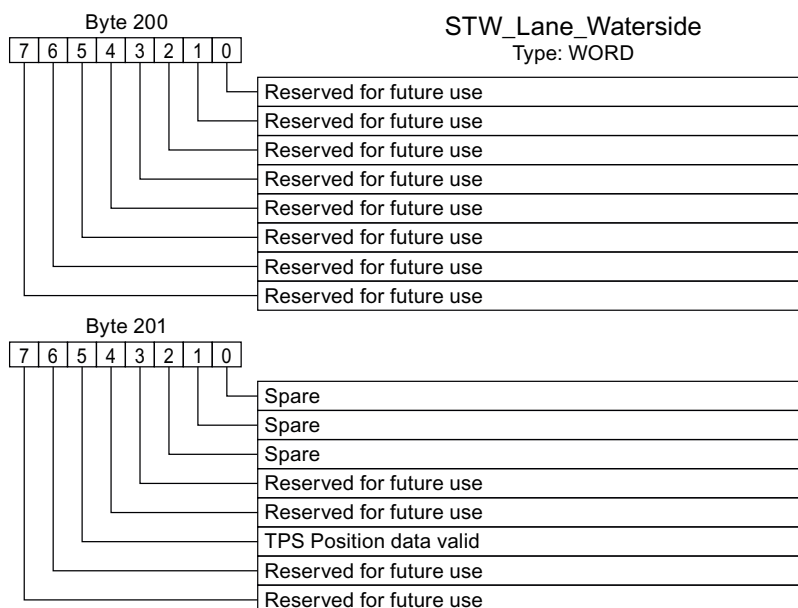 Byte 200
STW_Lane_Waterside
Type: WORD
7 6 5 4 3 2 1 0
Reserved for future use
Reserved for future use
Reserved for future use
Reserved for future use
Reserved for future use
Reserved for future use
Reserved for future use
Reserved for future use
Byte 201
7 6 5 4 3 2 1 0
Spare
Spare
Spare
Reserved for future use
Reserved for future use
TPS Position data valid
Reserved for future use
Reserved for future use